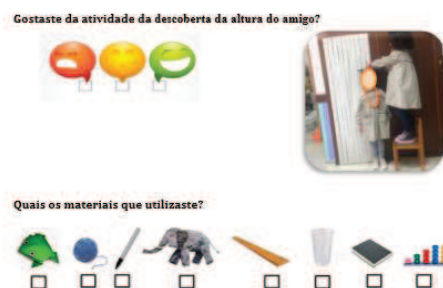 Gostaste da atividade da descoberta da altura do amigo?
Quais os materiais que utilizaste?